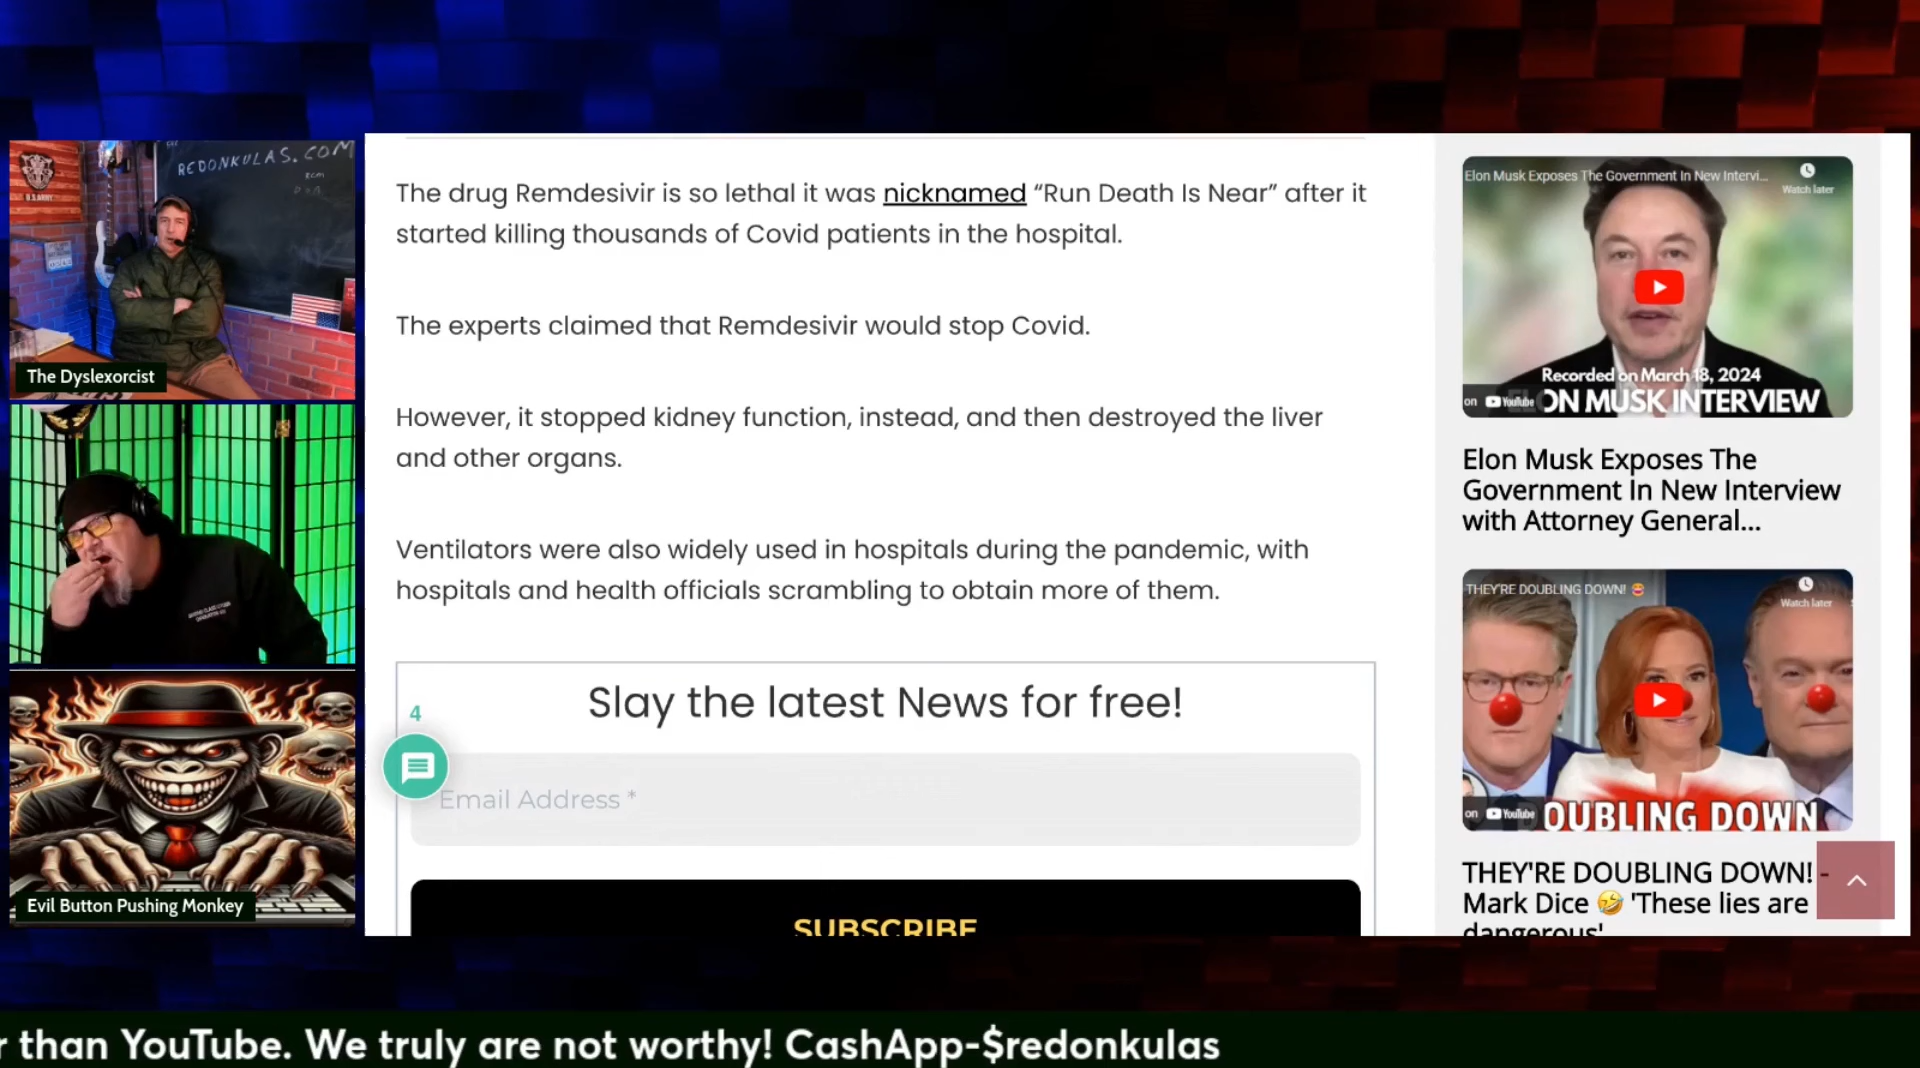 REDONKULAS.COM
U.S. ARMY
The Dyslexorcist
Evil Button Pushing Monkey
The drug Remdesivir is so lethal it was nicknamed “Run Death Is Near” after it
started killing thousands of Covid patients in the hospital.
The experts claimed that Remdesivir would stop Covid.
However, it stopped kidney function, instead, and then destroyed the liver
and other organs.
Ventilators were also widely used in hospitals during the pandemic, with
hospitals and health officials scrambling to obtain more of them.
Slay the latest News for free!
4
Email Address *
SUBSCRIBE
Elon Musk Exposes The Government In New Intervi...
Watch later
Recorded on March 18, 2024
on YouTube
ON MUSK INTERVIEW
Elon Musk Exposes The
Government In New Interview
with Attorney General...
THEY'RE DOUBLING DOWN! 🤡
Watch later
on YouTube
OUBLING DOWN
THEY'RE DOUBLING DOWN! -
Mark Dice 🤣 'These lies are
dangerous'
r than YouTube. We truly are not worthy! CashApp-$redonkulas